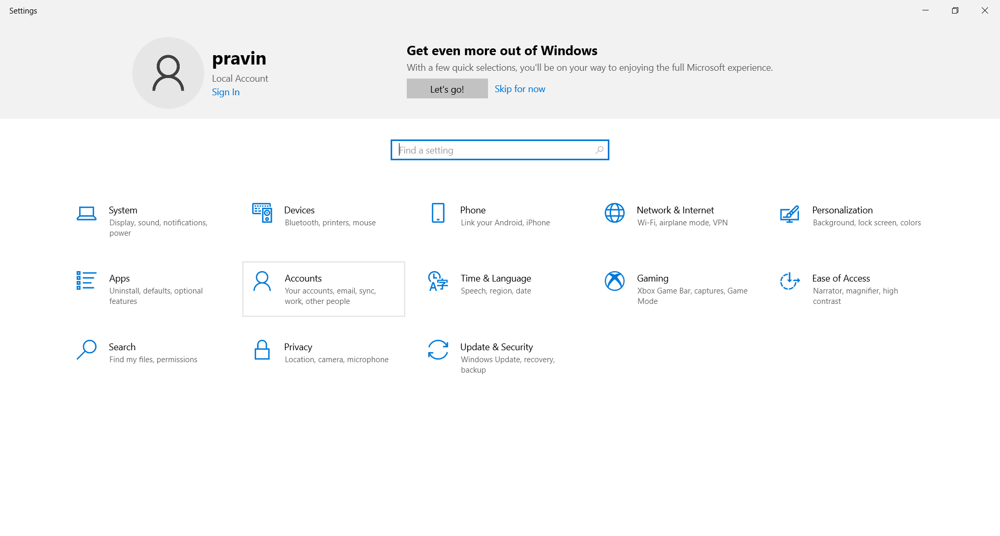 Settings
pravin
Local Account
Sign In
Get even more out of Windows
With a few quick selections, you'll be on your way to enjoying the full Microsoft experience.
Let's go!
Skip for now
Find a setting
System
Display, sound, notifications,
power
Devices
Bluetooth, printers, mouse
Phone
Link your Android, iPhone
Network & Internet
Wi-Fi, airplane mode, VPN
Personalization
Background, lock screen, colors
Apps
Uninstall, defaults, optional
features
Accounts
Your accounts, email, sync,
work, other people
Time & Language
Speech, region, date
Gaming
Xbox Game Bar, captures, Game
Mode
Ease of Access
Narrator, magnifier, high
contrast
Search
Find my files, permissions
Privacy
Location, camera, microphone
Update & Security
Windows Update, recovery,
backup